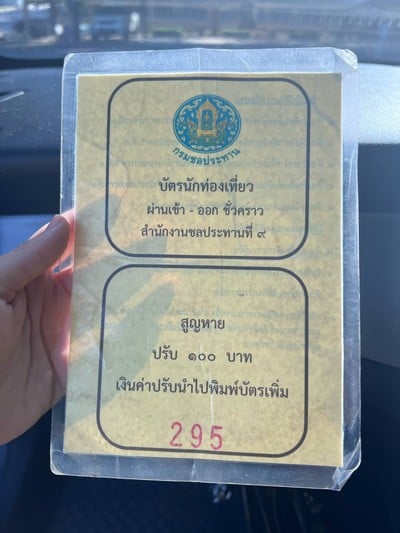 กรมชลประทาน
บัตรนักท่องเที่ยว
ผ่านเข้า - ออก ชั่วคราว
สำนักงานชลประทานที่ ๙
สูญหาย
ปรับ ๑๐๐ บาท
เงินค่าปรับนำไปพิมพ์บัตรเพิ่ม
295